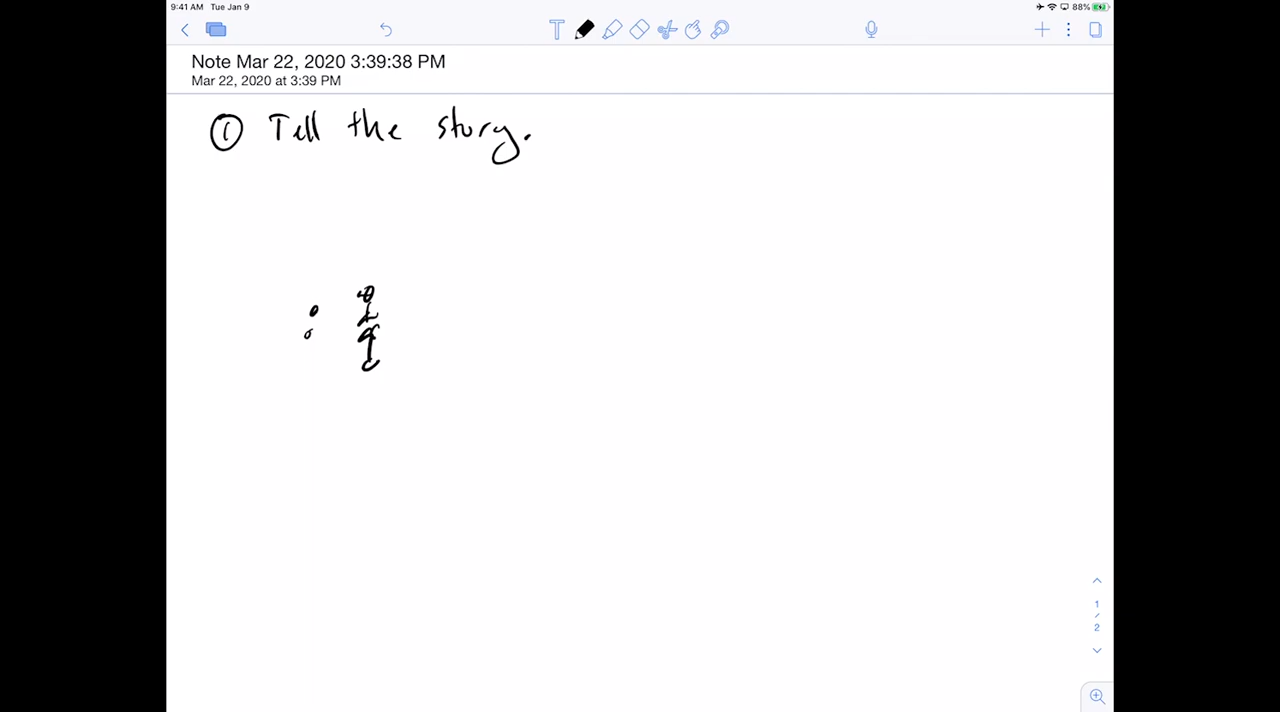 9:41 AM Tue Jan 9
88%
T
Note Mar 22, 2020 3:39:38 PM
Mar 22, 2020 at 3:39 PM
① Tell the story.
1
/
2